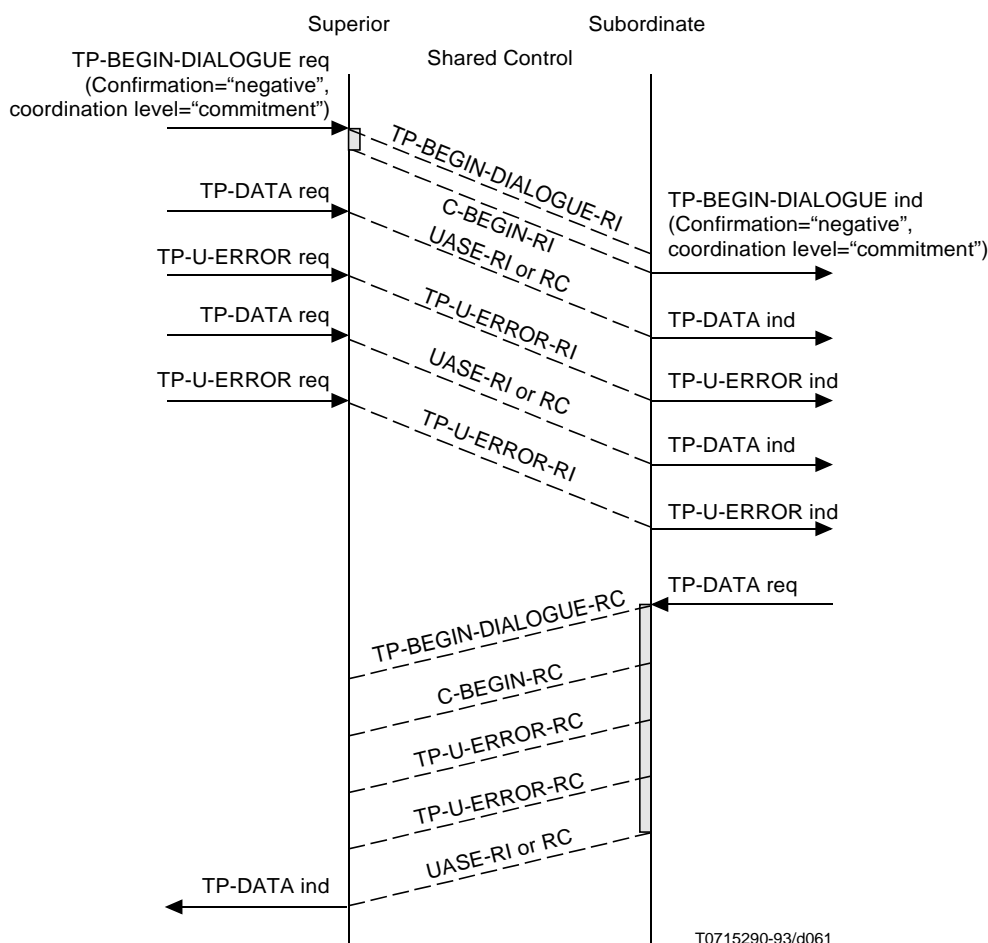 Superior
Subordinate
Shared Control
TP-BEGIN-DIALOGUE req
(Confirmation=“negative”,
coordination level=“commitment”)
TP-BEGIN-DIALOGUE-RI
C-BEGIN-RI
TP-BEGIN-DIALOGUE ind
(Confirmation=“negative”,
coordination level=“commitment”)
TP-DATA req
UASE-RI or RC
TP-DATA ind
TP-U-ERROR req
TP-U-ERROR-RI
TP-U-ERROR ind
TP-DATA req
UASE-RI or RC
TP-DATA ind
TP-U-ERROR req
TP-U-ERROR-RI
TP-U-ERROR ind
TP-DATA req
TP-BEGIN-DIALOGUE-RC
C-BEGIN-RC
TP-U-ERROR-RC
TP-U-ERROR-RC
UASE-RI or RC
TP-DATA ind
T0715290-93/d061